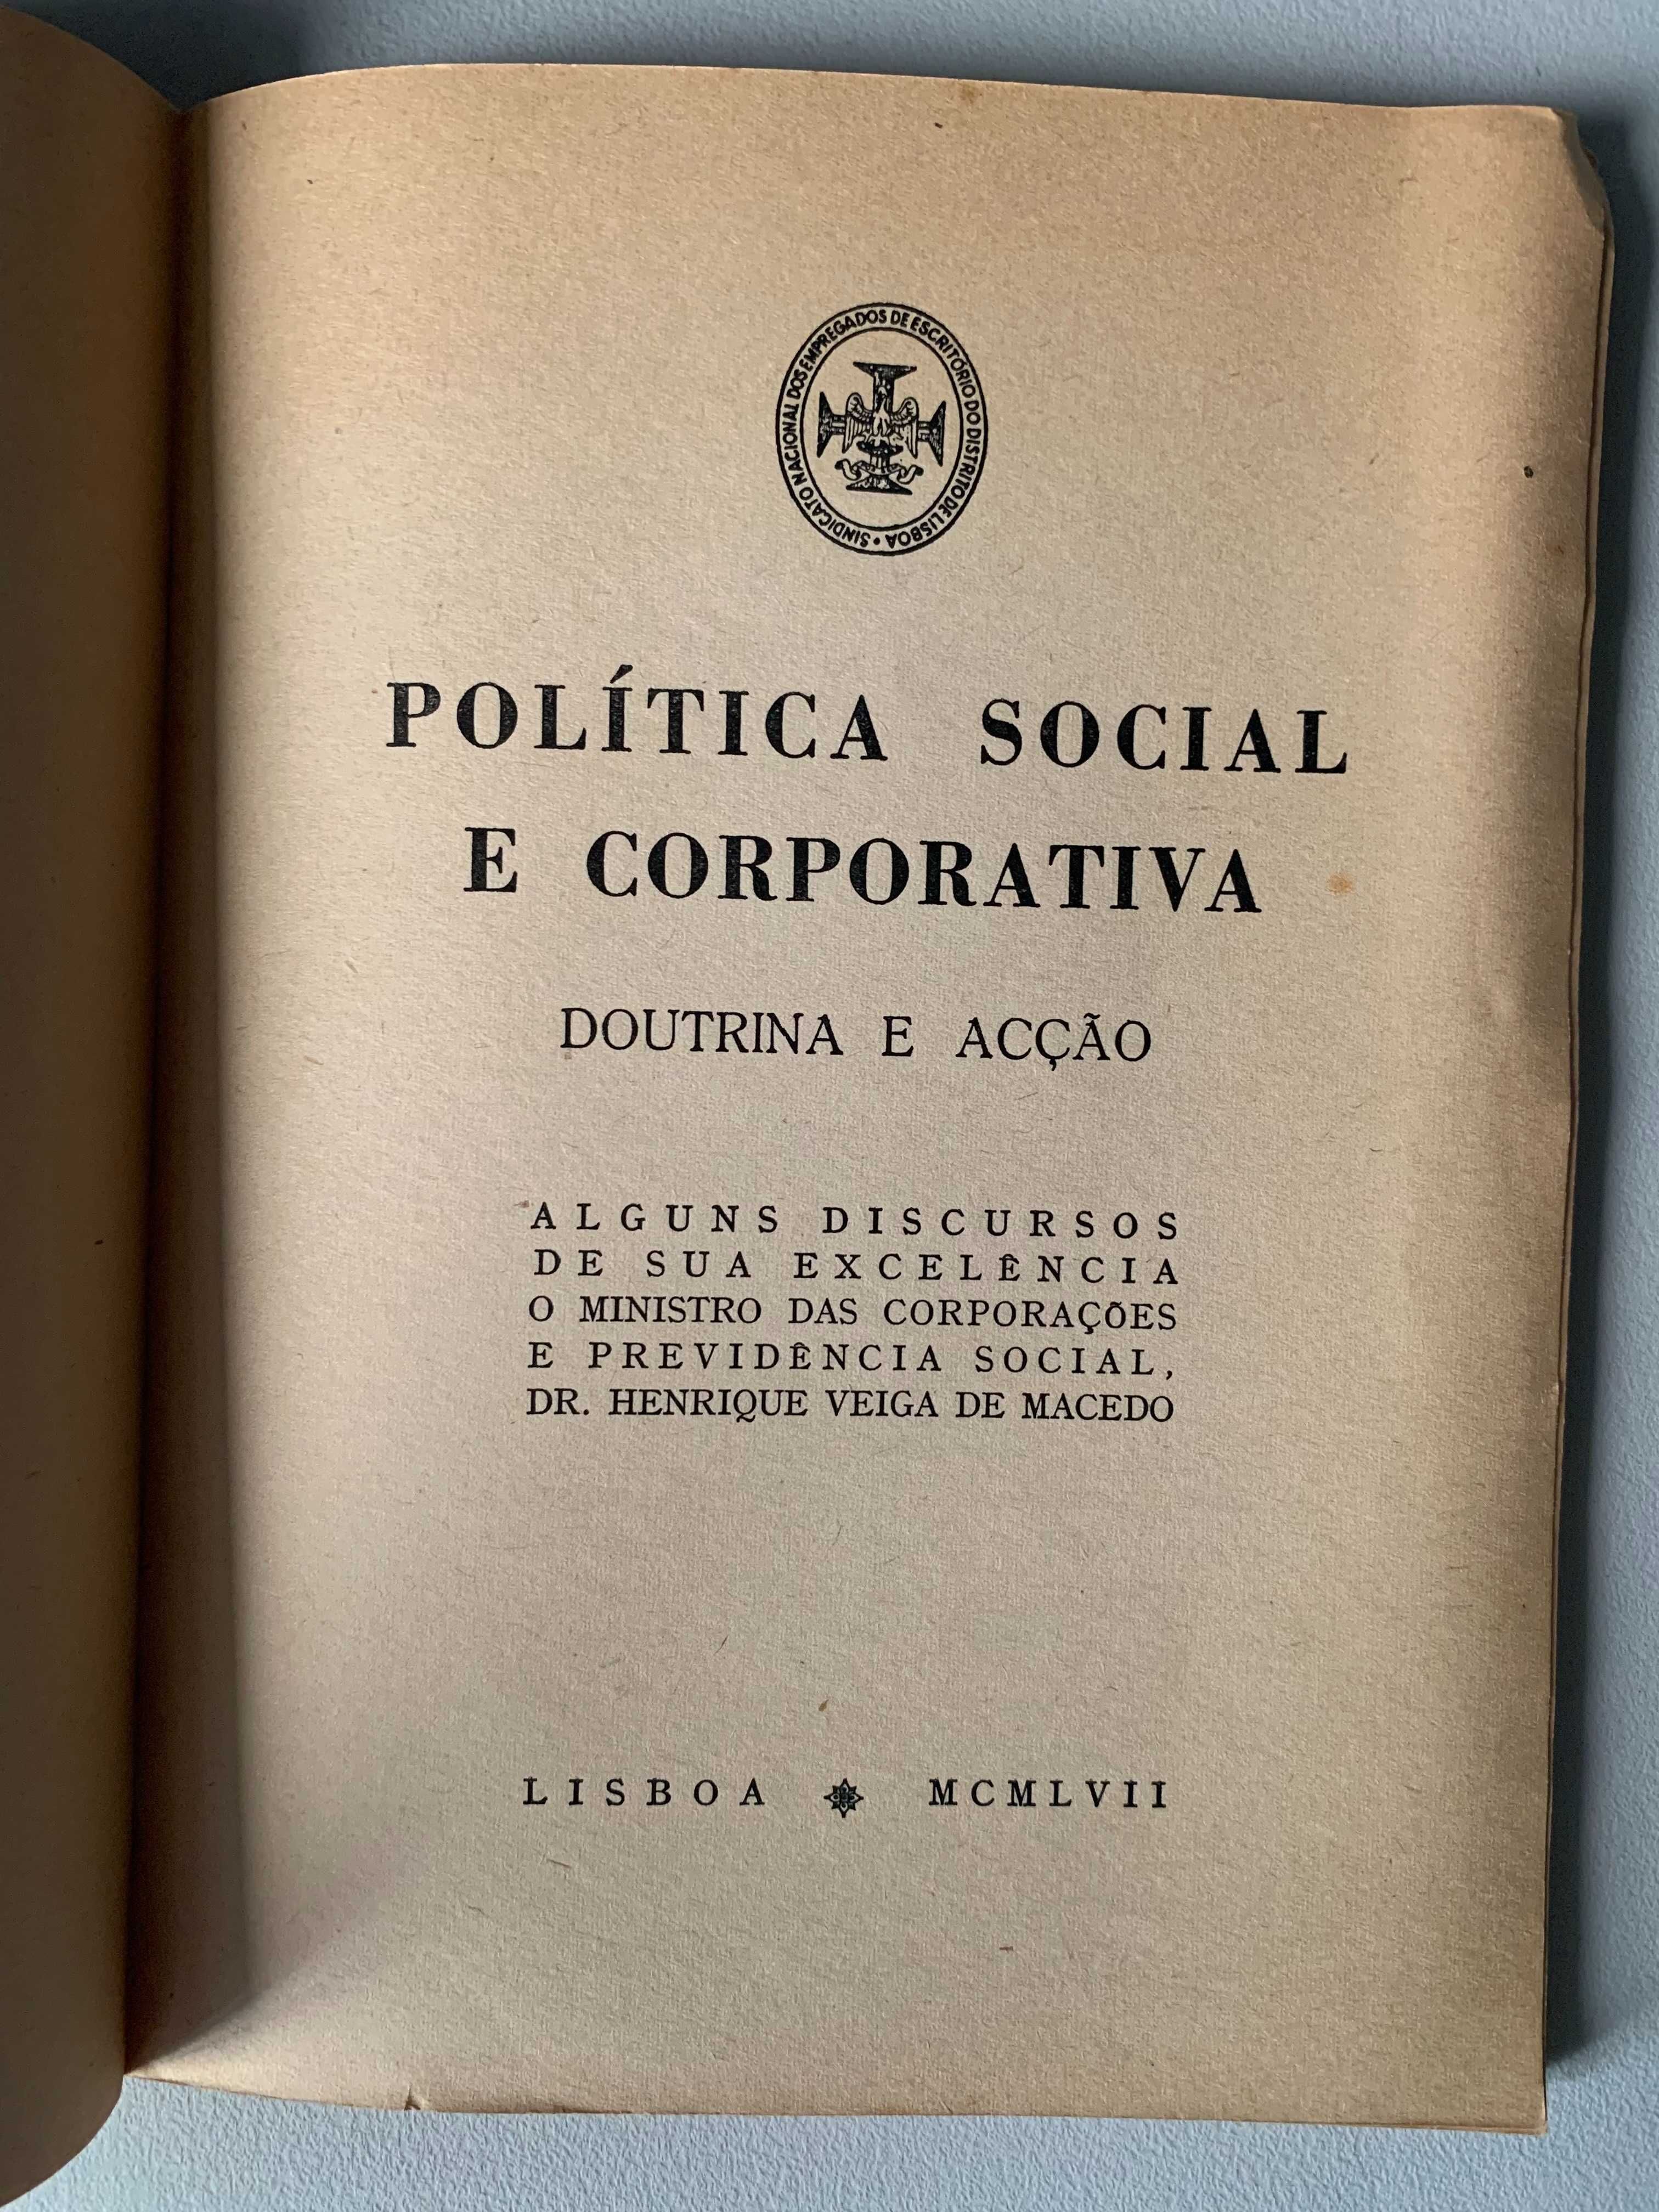 SINDICATO NACIONAL DOS EMPREGADOS DE ESCRITÓRIO DO DISTRITO DE LISBOA •
POLÍTICA SOCIAL
E CORPORATIVA
DOUTRINA E ACÇÃO
ALGUNS DISCURSOS
DE SUA EXCELÊNCIA
O MINISTRO DAS CORPORAÇÕES
E PREVIDÊNCIA SOCIAL,
DR. HENRIQUE VEIGA DE MACEDO
LISBOA MCMLVII